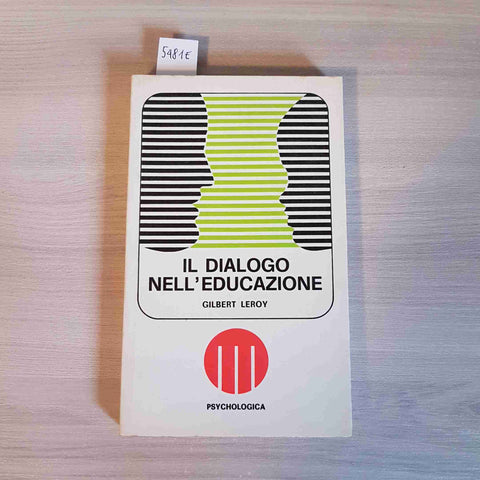 5481E
IL DIALOGO
NELL'EDUCAZIONE
GILBERT LEROY
PSYCHOLOGICA